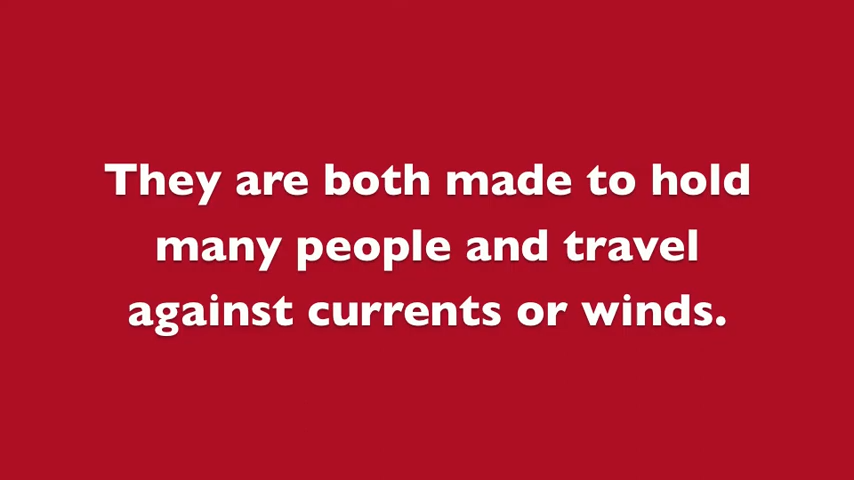 They are both made to hold
many people and travel
against currents or winds.